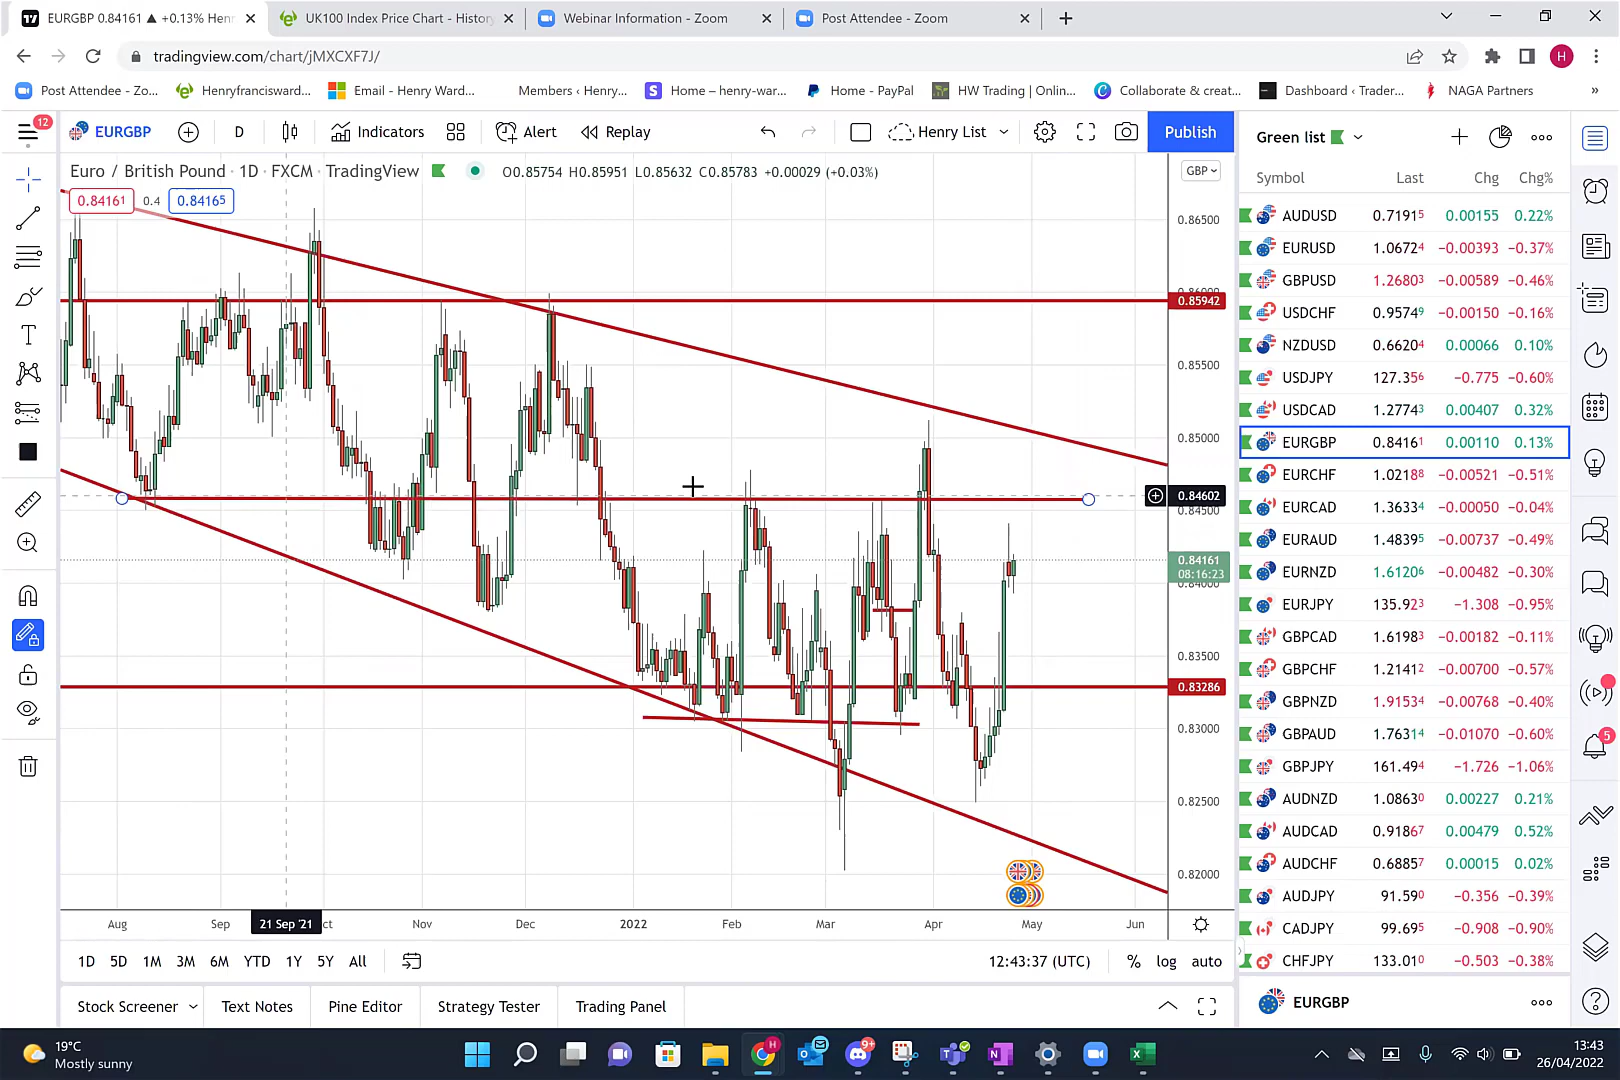 EURGBP 0.84161 ▲ +0.13% Henr
UK100 Index Price Chart - Histor
Webinar Information - Zoom
Post Attendee - Zoom
tradingview.com/chart/jMXCXF7J/
H
Post Attendee - Zo...
Henryfrancisward...
Email - Henry Ward...
Members ‹ Henry...
Home – henry-war...
Home - PayPal
HW Trading | Onlin...
Collaborate & creat...
Dashboard ‹ Trader...
NAGA Partners
»
12
EURGBP
D
Indicators
Alert
Replay
Henry List
Publish
Euro / British Pound · 1D · FXCM · TradingView
O0.85754 H0.85951 L0.85632 C0.85783 +0.00029 (+0.03%)
GBP
0.84161 0.4 0.84165
0.86500
0.86000
0.85942
0.85500
0.85000
0.84602
0.84500
0.84161
08:16:23
0.84000
0.83500
0.83286
0.83000
0.82500
0.82000
Aug Sep 21 Sep '21 ct Nov Dec 2022 Feb Mar Apr May Jun
1D 5D 1M 3M 6M YTD 1Y 5Y All
12:43:37 (UTC) % log auto
Stock Screener Text Notes Pine Editor Strategy Tester Trading Panel
Green list
Symbol Last Chg Chg%
AUDUSD 0.71915 0.00155 0.22%
EURUSD 1.06724 −0.00393 −0.37%
GBPUSD 1.26803 −0.00589 −0.46%
USDCHF 0.95749 −0.00150 −0.16%
NZDUSD 0.66204 0.00066 0.10%
USDJPY 127.356 −0.775 −0.60%
USDCAD 1.27743 0.00407 0.32%
EURGBP 0.84161 0.00110 0.13%
EURCHF 1.02188 −0.00521 −0.51%
EURCAD 1.36334 −0.00050 −0.04%
EURAUD 1.48395 −0.00737 −0.49%
EURNZD 1.61206 −0.00482 −0.30%
EURJPY 135.923 −1.308 −0.95%
GBPCAD 1.61983 −0.00182 −0.11%
GBPCHF 1.21412 −0.00700 −0.57%
GBPNZD 1.91534 −0.00768 −0.40%
GBPAUD 1.76314 −0.01070 −0.60%
GBPJPY 161.494 −1.726 −1.06%
AUDNZD 1.08630 0.00227 0.21%
AUDCAD 0.91867 0.00479 0.52%
AUDCHF 0.68857 0.00015 0.02%
AUDJPY 91.590 −0.356 −0.39%
CADJPY 99.695 −0.908 −0.90%
CHFJPY 133.010 −0.503 −0.38%
EURGBP
5
19°C
Mostly sunny
H
9+
13:43
26/04/2022